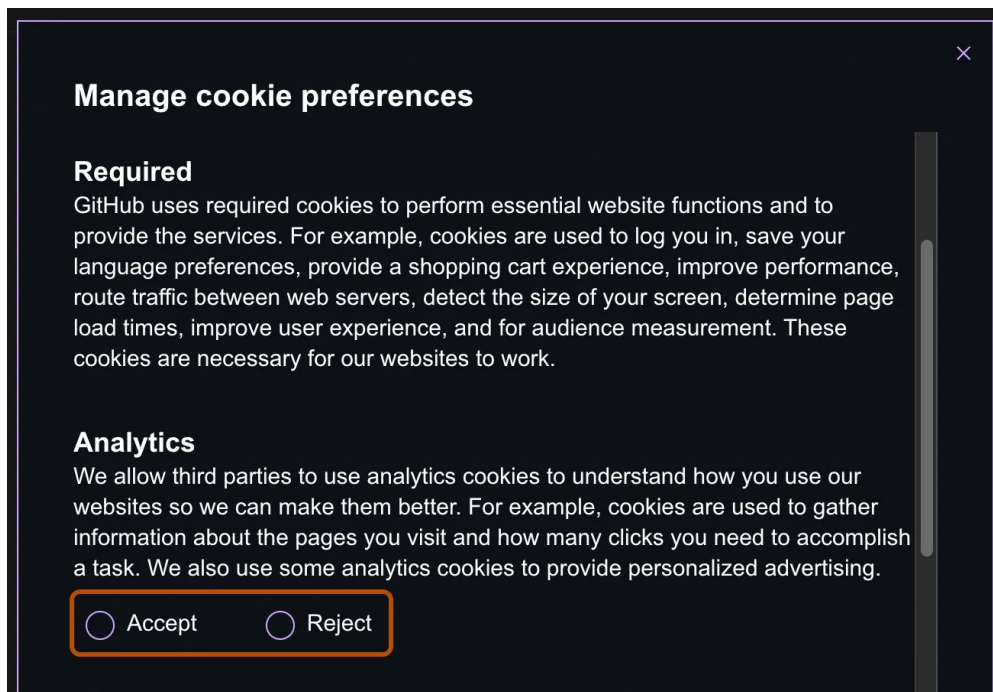 Manage cookie preferences
Required
GitHub uses required cookies to perform essential website functions and to
provide the services. For example, cookies are used to log you in, save your
language preferences, provide a shopping cart experience, improve performance,
route traffic between web servers, detect the size of your screen, determine page
load times, improve user experience, and for audience measurement. These
cookies are necessary for our websites to work.
Analytics
We allow third parties to use analytics cookies to understand how you use our
websites so we can make them better. For example, cookies are used to gather
information about the pages you visit and how many clicks you need to accomplish
a task. We also use some analytics cookies to provide personalized advertising.
Accept Reject